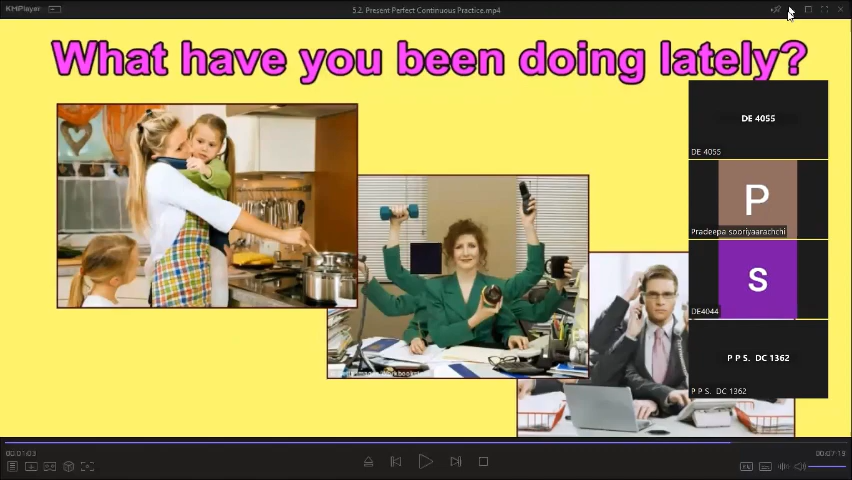 KMPlayer
5.2. Present Perfect Continuous Practice.mp4
What have you been doing lately?
DE 4055
DE 4055
P
Pradeepa sooriyaarachchi
S
DE4044
P P S. DC 1362
P P S. DC 1362
00:01:03
00:07:19